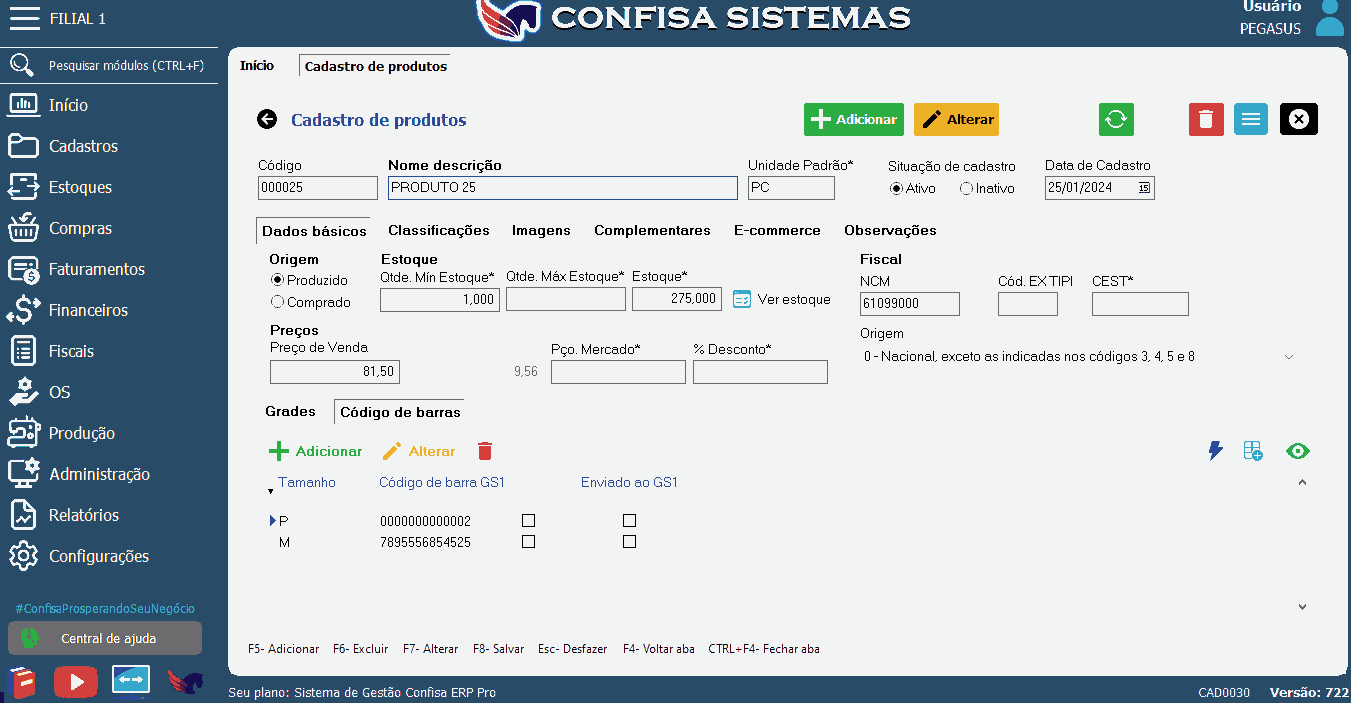 FILIAL 1
CONFISA SISTEMAS
Usuário
PEGASUS
Pesquisar módulos (CTRL+F)
Início
Cadastros
Estoques
Compras
Faturamentos
Financeiros
Fiscais
OS
Produção
Administração
Relatórios
Configurações
#ConfisaProsperandoSeuNegócio
Central de ajuda
Início Cadastro de produtos
Cadastro de produtos
Adicionar Alterar
Código Nome descrição Unidade Padrão* Situação de cadastro Data de Cadastro
000025 PRODUTO 25 PC Ativo Inativo 25/01/2024 15
Dados básicos Classificações Imagens Complementares E-commerce Observações
Origem Estoque Fiscal
Produzido Qtde. Mín Estoque* Qtde. Máx Estoque* Estoque* NCM Cód. EX TIPI CEST*
Comprado 1,000 275,000 Ver estoque 61099000
Preços Origem
Preço de Venda Pço. Mercado* % Desconto* 0 - Nacional, exceto as indicadas nos códigos 3, 4, 5 e 8
81,50 9,56
Grades Código de barras
Adicionar Alterar
Tamanho Código de barra GS1 Enviado ao GS1
P 0000000000002
M 7895556854525
F5- Adicionar F6- Excluir F7- Alterar F8- Salvar Esc- Desfazer F4- Voltar aba CTRL+F4- Fechar aba
Seu plano: Sistema de Gestão Confisa ERP Pro CAD0030 Versão: 722